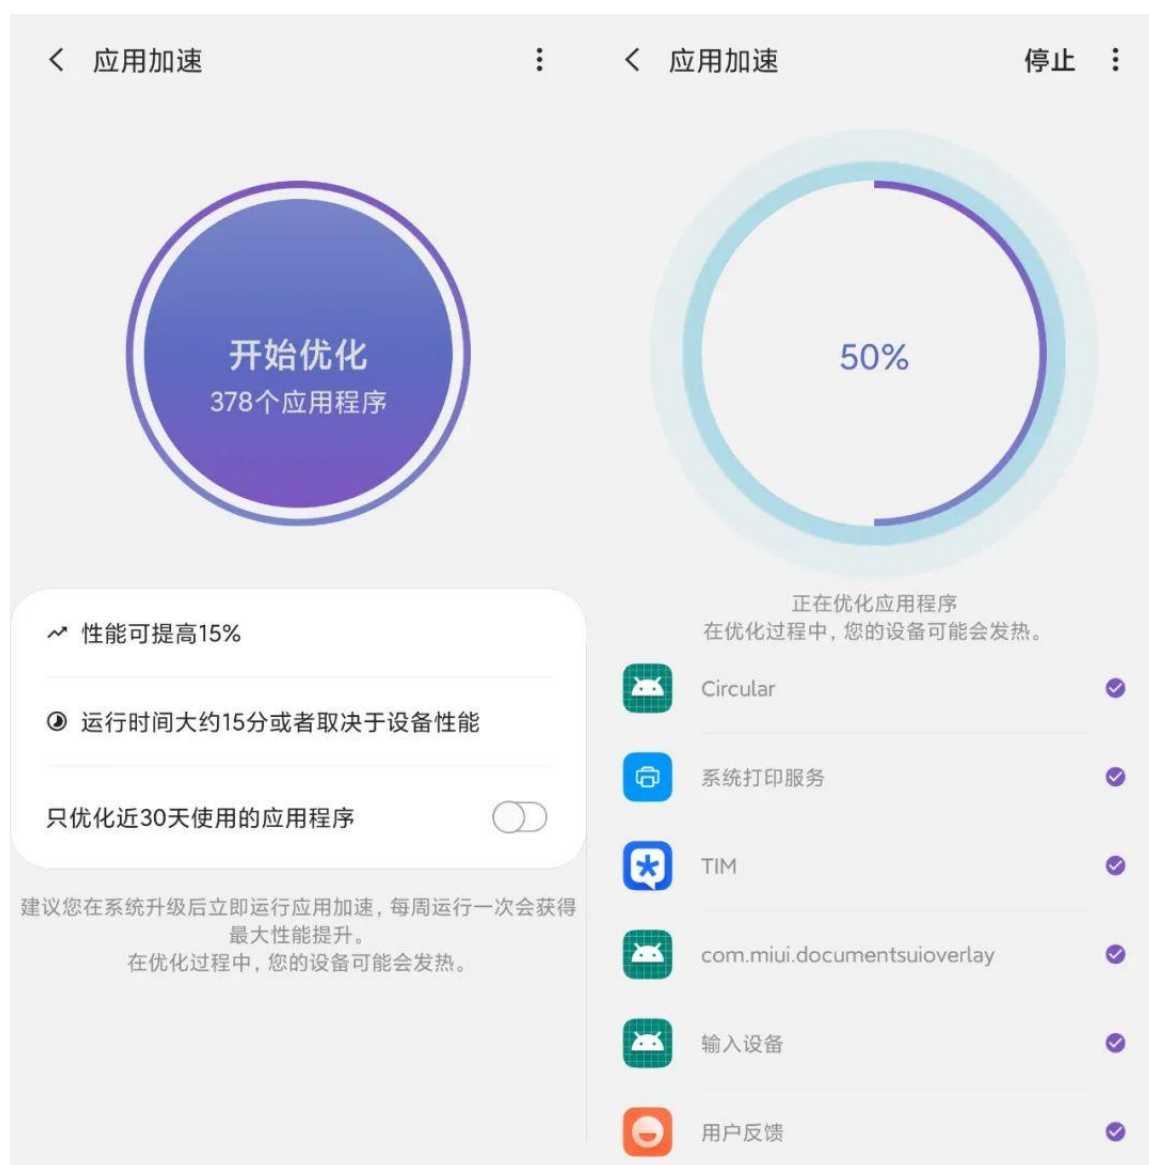 应用加速
开始优化
378个应用程序
性能可提高15%
运行时间大约15分或者取决于设备性能
只优化近30天使用的应用程序
建议您在系统升级后立即运行应用加速, 每周运行一次会获得
最大性能提升。
在优化过程中, 您的设备可能会发热。
应用加速 停止
50%
正在优化应用程序
在优化过程中, 您的设备可能会发热。
Circular
系统打印服务
TIM
com.miui.documentsuioverlay
输入设备
用户反馈